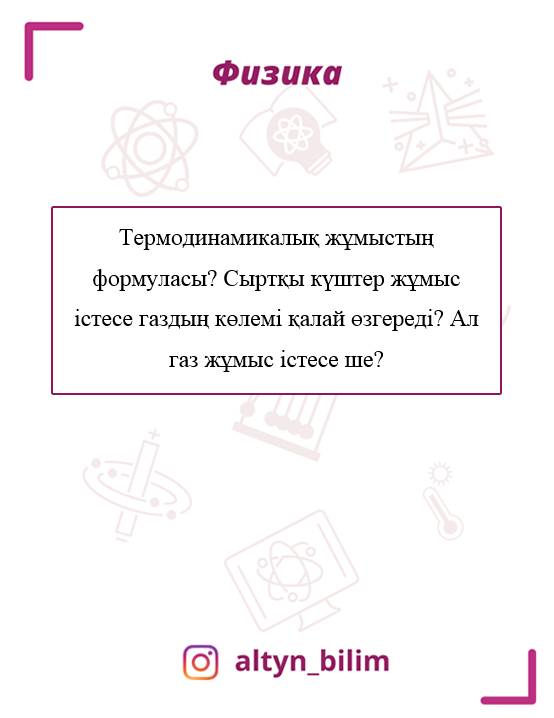 Физика
Термодинамикалық жұмыстың
формуласы? Сыртқы күштер жұмыс
істесе газдың көлемі қалай өзгереді? Ал
газ жұмыс істесе ше?
altyn_bilim